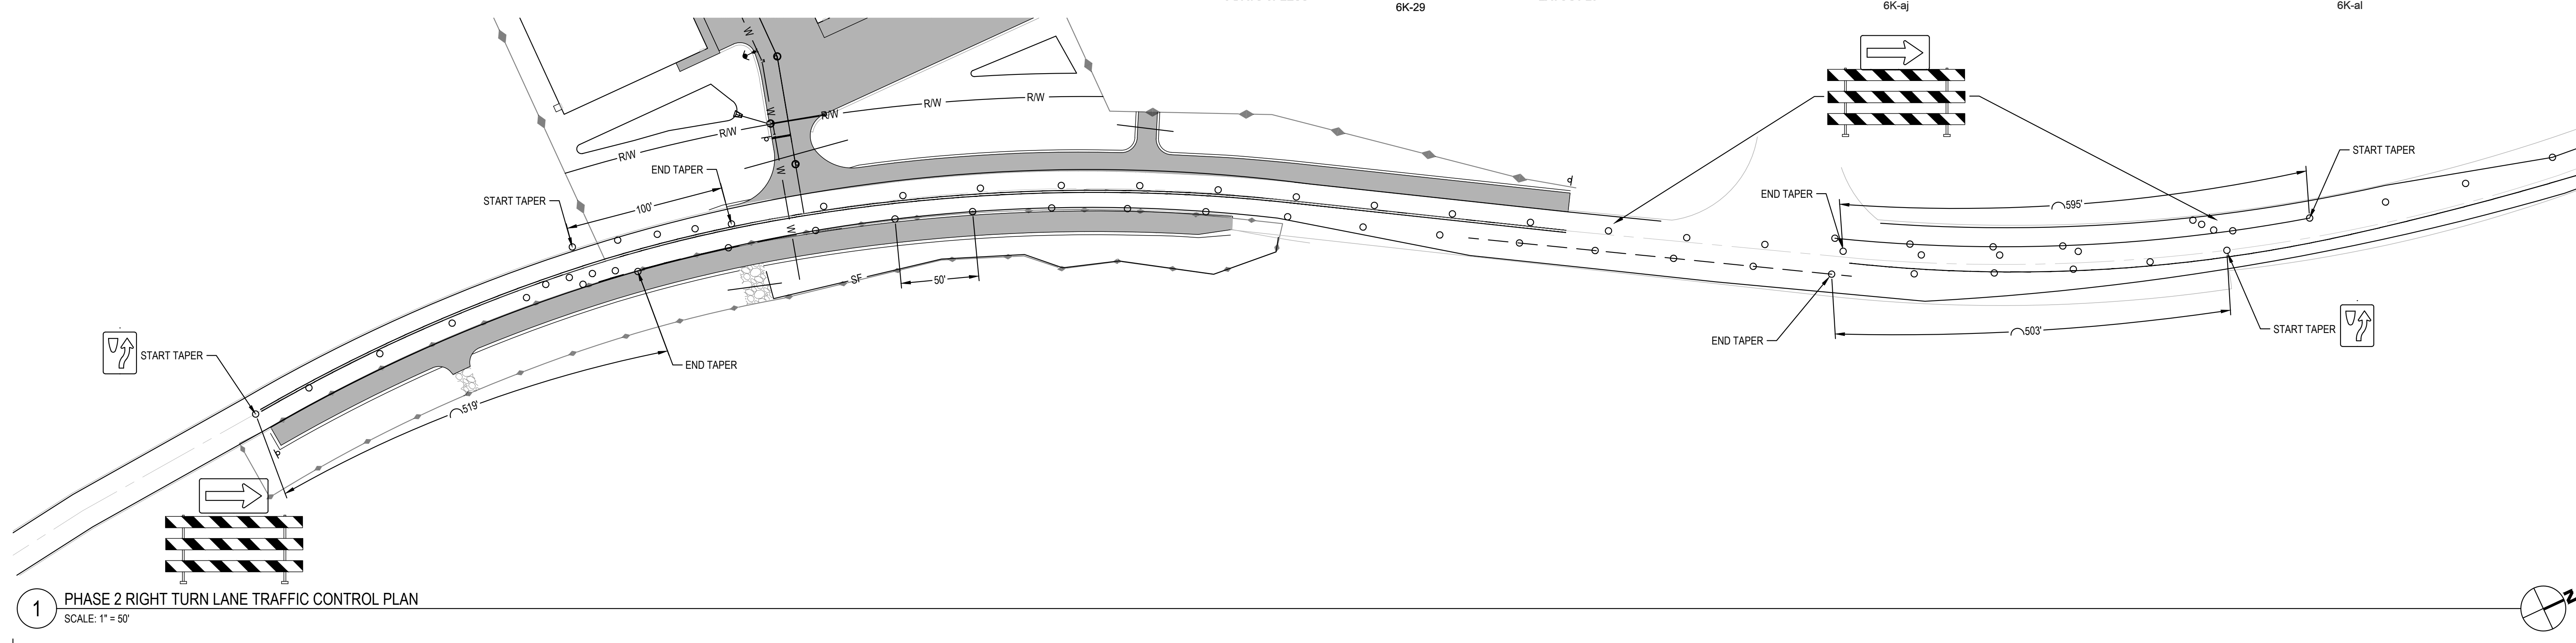 6K-29
6K-aj
6K-al
W
W
W
W
W
R/W
R/W
R/W
R/W
R/W
START TAPER
END TAPER
100'
START TAPER
END TAPER
519'
SF
50'
END TAPER
START TAPER
595'
END TAPER
503'
START TAPER
1
PHASE 2 RIGHT TURN LANE TRAFFIC CONTROL PLAN
SCALE: 1" = 50'
N